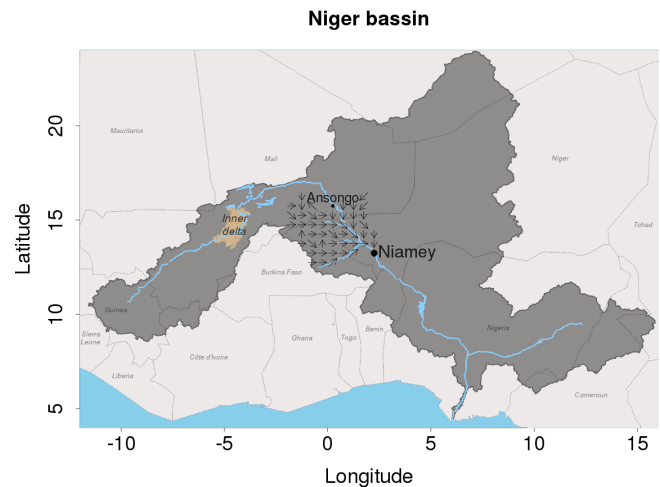 Niger bassin
20
15
10
5
Latitude
Mauritania
Mali
Niger
Tchad
Ansongo
Inner
delta
Niamey
Burkina Faso
Guinea
Sierra
Leone
Liberia
Côte d'Ivoire
Ghana
Togo
Benin
Nigeria
Cameroun
-10
-5
0
5
10
15
Longitude